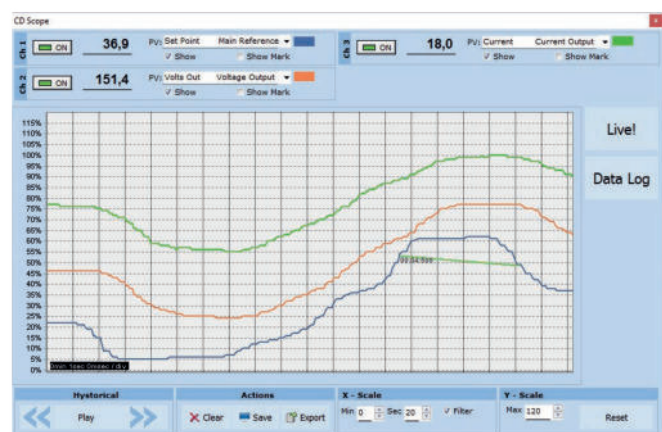 CD Scope
Ch 1 ON 36,9 PV: Set Point Main Reference
Show Show Mark
Ch 2 ON 151,4 PV: Volts Out Voltage Output
Show Show Mark
Ch 3 ON 18,0 PV: Current Current Output
Show Show Mark
115%
110%
105%
100%
95%
90%
85%
80%
75%
70%
65%
60%
55%
50%
45%
40%
35%
30%
25%
20%
15%
10%
5%
0%
0min 1sec 0msec / div
Live!
Data Log
Hystorical
Play
Actions
Clear Save Export
X - Scale
Min 0 Sec 20 Filter
Y - Scale
Max 120 Reset